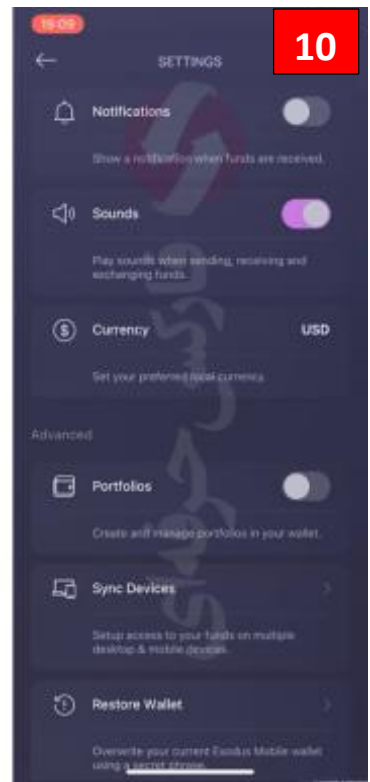 19:09
10
SETTINGS
Notifications
Show a notification when funds are received.
Sounds
Play sounds when sending, receiving and
exchanging funds.
Currency
USD
Set your preferred local currency.
Advanced
Portfolios
Create and manage portfolios in your wallet.
Sync Devices
Setup access to your funds on multiple
desktop & mobile devices.
Restore Wallet
Overwrite your current Exodus Mobile wallet
using a secret phrase.